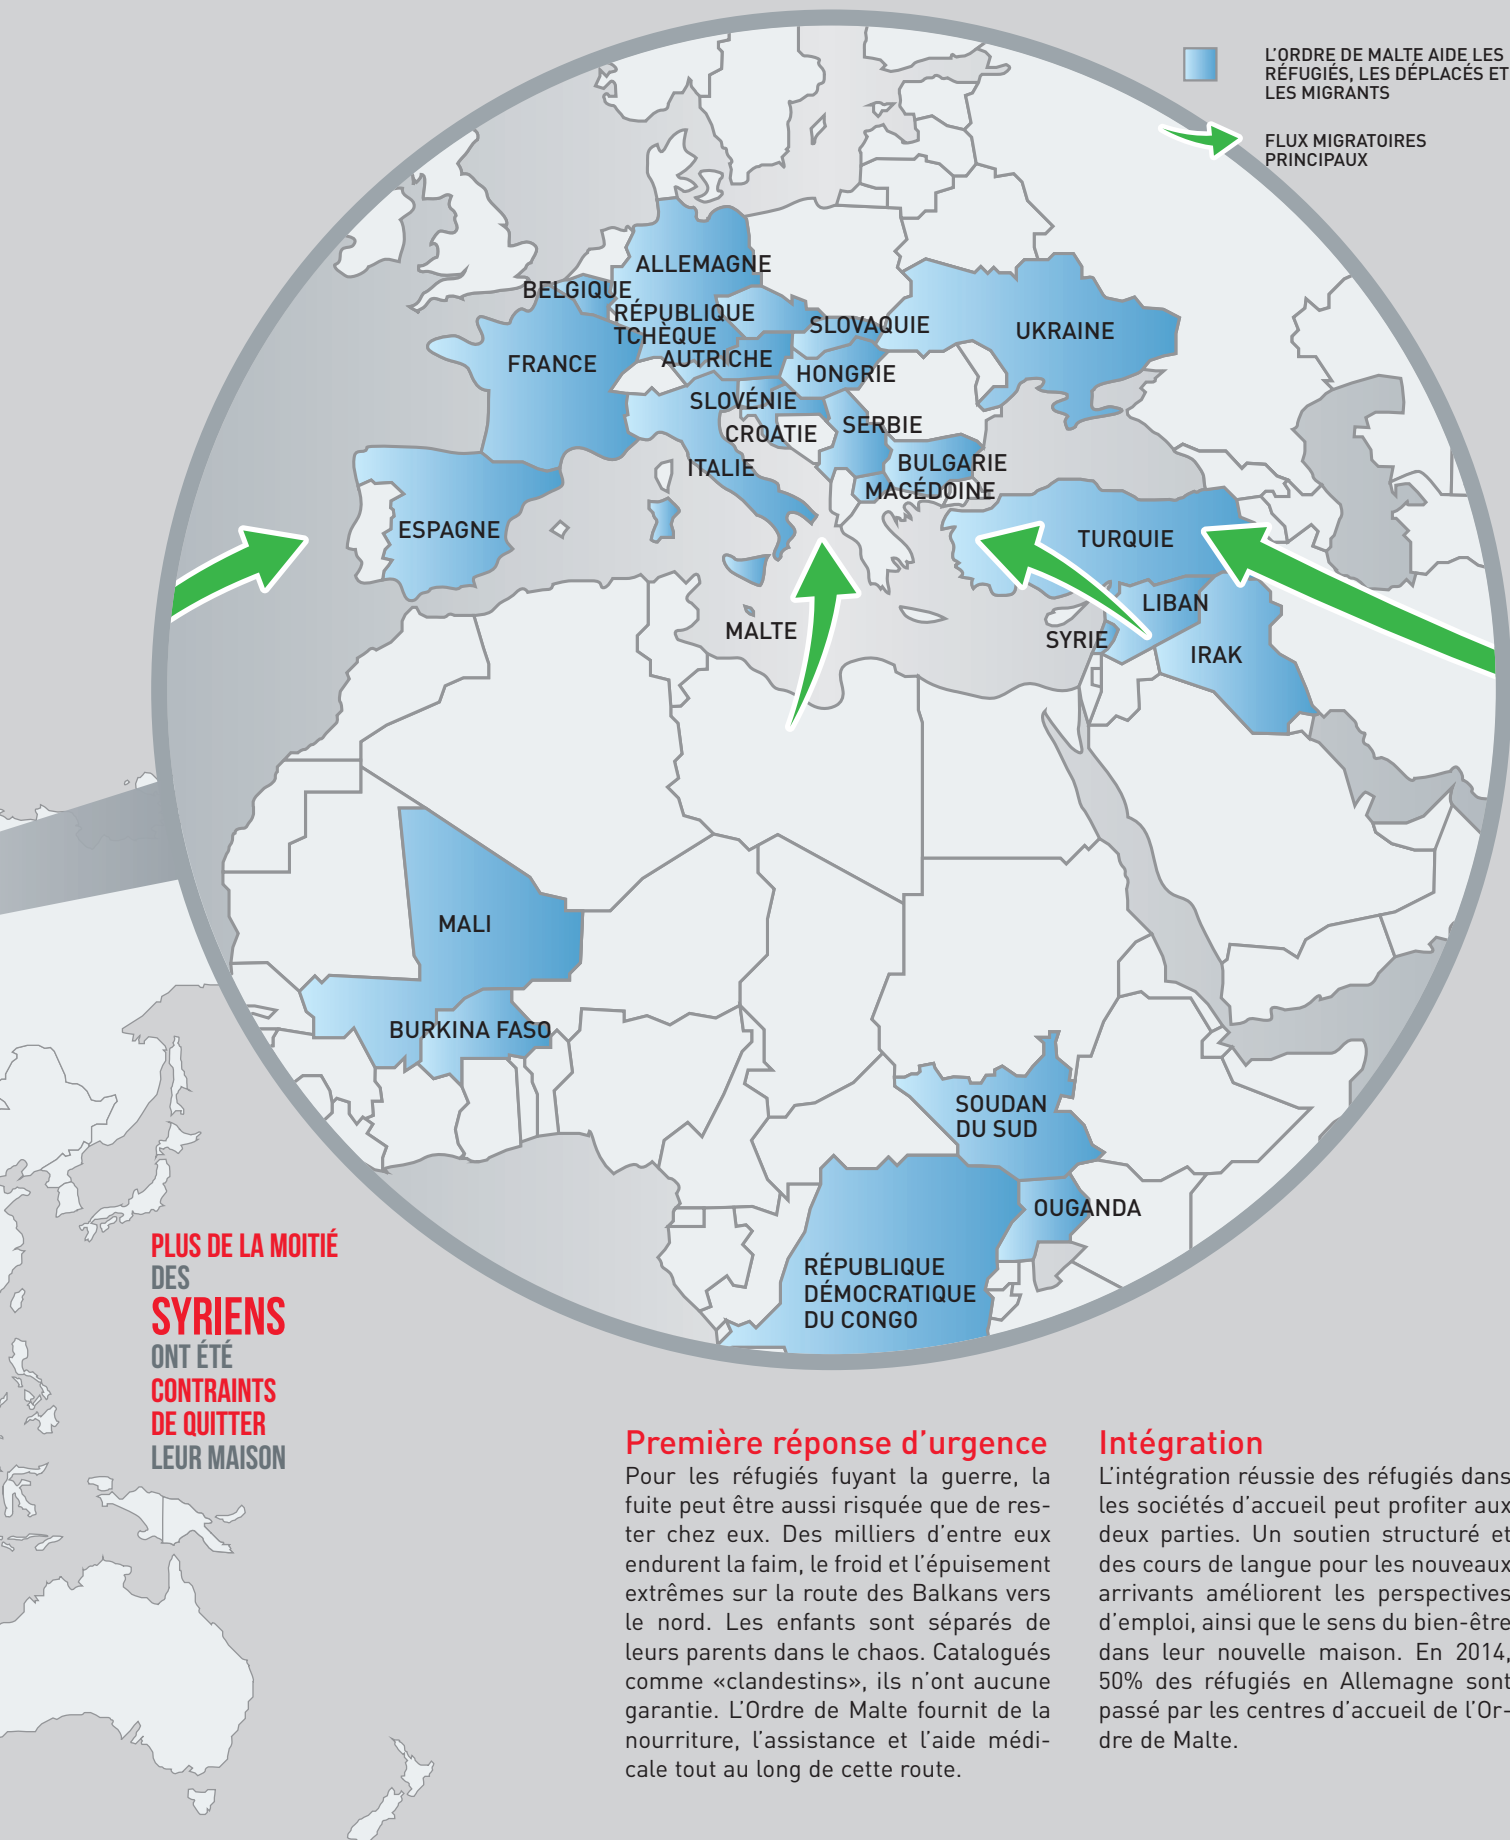 L'ORDRE DE MALTE AIDE LES
RÉFUGIÉS, LES DÉPLACÉS ET
LES MIGRANTS
FLUX MIGRATOIRES
PRINCIPAUX
ALLEMAGNE
BELGIQUE
RÉPUBLIQUE
TCHÈQUE
SLOVAQUIE
UKRAINE
FRANCE
AUTRICHE
HONGRIE
SLOVÉNIE
CROATIE
SERBIE
ITALIE
BULGARIE
MACÉDOINE
ESPAGNE
TURQUIE
LIBAN
MALTE
SYRIE
IRAK
MALI
BURKINA FASO
SOUDAN
DU SUD
OUGANDA
RÉPUBLIQUE
DÉMOCRATIQUE
DU CONGO
PLUS DE LA MOITIÉ
DES
SYRIENS
ONT ÉTÉ
CONTRAINTS
DE QUITTER
LEUR MAISON
Première réponse d'urgence
Pour les réfugiés fuyant la guerre, la
fuite peut être aussi risquée que de res-
ter chez eux. Des milliers d'entre eux
endurent la faim, le froid et l'épuisement
extrêmes sur la route des Balkans vers
le nord. Les enfants sont séparés de
leurs parents dans le chaos. Catalogués
comme «clandestins», ils n'ont aucune
garantie. L'Ordre de Malte fournit de la
nourriture, l'assistance et l'aide médi-
cale tout au long de cette route.
Intégration
L'intégration réussie des réfugiés dans
les sociétés d'accueil peut profiter aux
deux parties. Un soutien structuré et
des cours de langue pour les nouveaux
arrivants améliorent les perspectives
d'emploi, ainsi que le sens du bien-être
dans leur nouvelle maison. En 2014,
50% des réfugiés en Allemagne sont
passé par les centres d'accueil de l'Or-
dre de Malte.